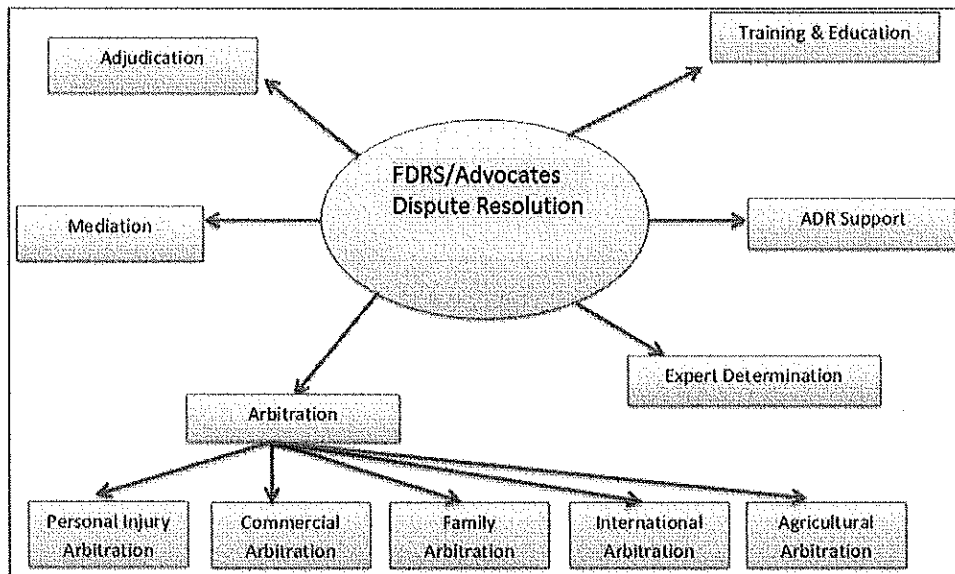 Training & Education
Adjudication
FDRS/Advocates
Dispute Resolution
Mediation
ADR Support
Expert Determination
Arbitration
Personal Injury
Arbitration
Commercial
Arbitration
Family
Arbitration
International
Arbitration
Agricultural
Arbitration